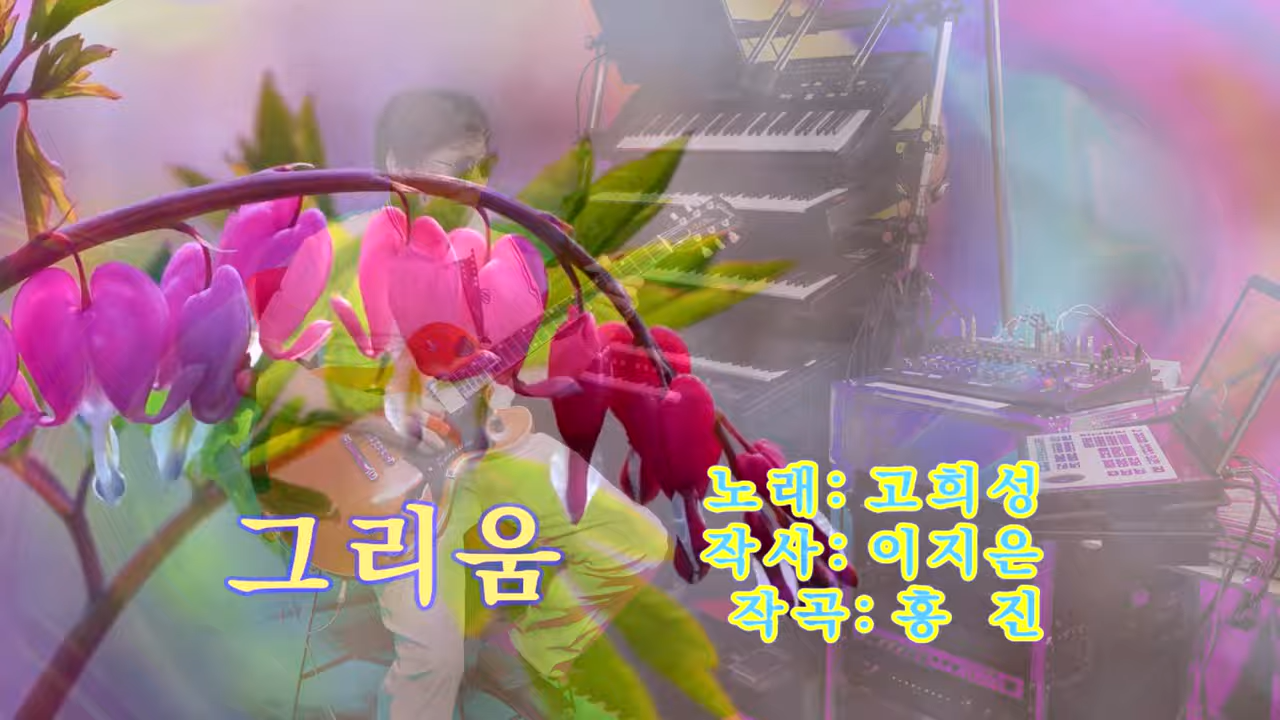 그리움
노래: 고희성
작사: 이지은
작곡: 홍 진